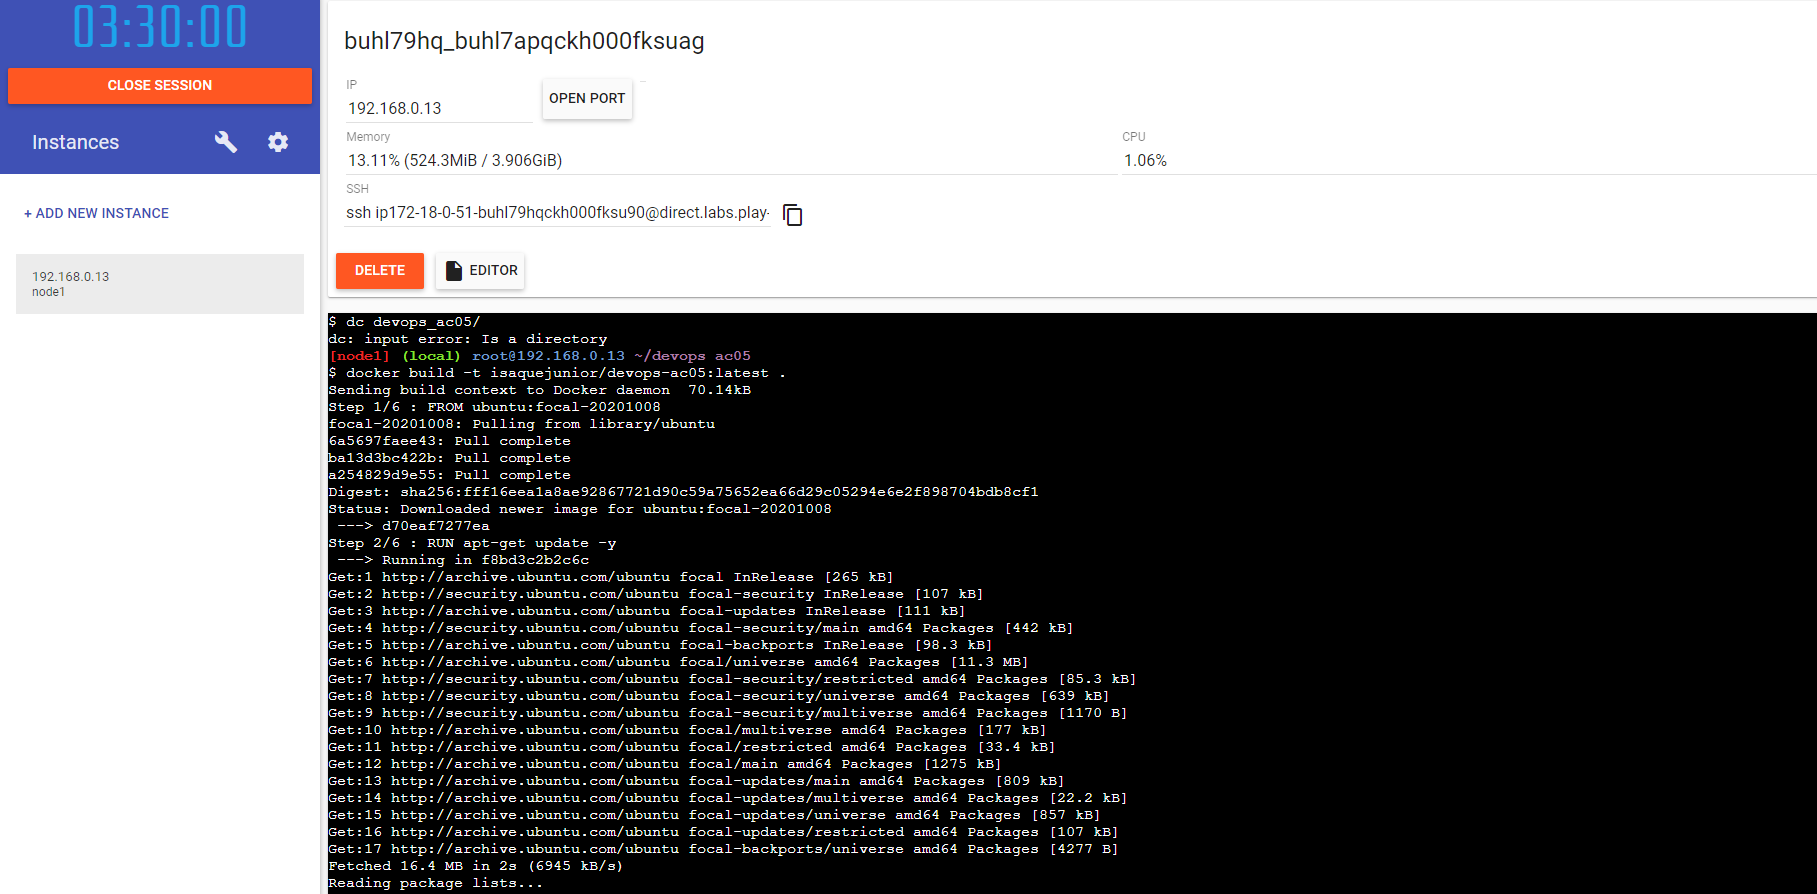 03:30:00
CLOSE SESSION
Instances
+ ADD NEW INSTANCE
192.168.0.13
node1
buhl79hq_buhl7apqckh000fksuag
IP
192.168.0.13
OPEN PORT
Memory
13.11% (524.3MiB / 3.906GiB)
CPU
1.06%
SSH
ssh ip172-18-0-51-buhl79hqckh000fksu90@direct.labs.play-
DELETE
EDITOR
$ dc devops_ac05/
dc: input error: Is a directory
[node1] (local) root@192.168.0.13 ~/devops_ac05
$ docker build -t isaquejunior/devops-ac05:latest .
Sending build context to Docker daemon  70.14kB
Step 1/6 : FROM ubuntu:focal-20201008
focal-20201008: Pulling from library/ubuntu
6a5697faee43: Pull complete
ba13d3bc422b: Pull complete
a254829d9e55: Pull complete
Digest: sha256:fff16eea1a8ae92867721d90c59a75652ea66d29c05294e6e2f898704bdb8cf1
Status: Downloaded newer image for ubuntu:focal-20201008
 ---> d70eaf7277ea
Step 2/6 : RUN apt-get update -y
 ---> Running in f8bd3c2b2c6c
Get:1 http://archive.ubuntu.com/ubuntu focal InRelease [265 kB]
Get:2 http://security.ubuntu.com/ubuntu focal-security InRelease [107 kB]
Get:3 http://archive.ubuntu.com/ubuntu focal-updates InRelease [111 kB]
Get:4 http://security.ubuntu.com/ubuntu focal-security/main amd64 Packages [442 kB]
Get:5 http://archive.ubuntu.com/ubuntu focal-backports InRelease [98.3 kB]
Get:6 http://archive.ubuntu.com/ubuntu focal/universe amd64 Packages [11.3 MB]
Get:7 http://security.ubuntu.com/ubuntu focal-security/restricted amd64 Packages [85.3 kB]
Get:8 http://security.ubuntu.com/ubuntu focal-security/universe amd64 Packages [639 kB]
Get:9 http://security.ubuntu.com/ubuntu focal-security/multiverse amd64 Packages [1170 B]
Get:10 http://archive.ubuntu.com/ubuntu focal/multiverse amd64 Packages [177 kB]
Get:11 http://archive.ubuntu.com/ubuntu focal/restricted amd64 Packages [33.4 kB]
Get:12 http://archive.ubuntu.com/ubuntu focal/main amd64 Packages [1275 kB]
Get:13 http://archive.ubuntu.com/ubuntu focal-updates/main amd64 Packages [809 kB]
Get:14 http://archive.ubuntu.com/ubuntu focal-updates/multiverse amd64 Packages [22.2 kB]
Get:15 http://archive.ubuntu.com/ubuntu focal-updates/universe amd64 Packages [857 kB]
Get:16 http://archive.ubuntu.com/ubuntu focal-updates/restricted amd64 Packages [107 kB]
Get:17 http://archive.ubuntu.com/ubuntu focal-backports/universe amd64 Packages [4277 B]
Fetched 16.4 MB in 2s (6945 kB/s)
Reading package lists...